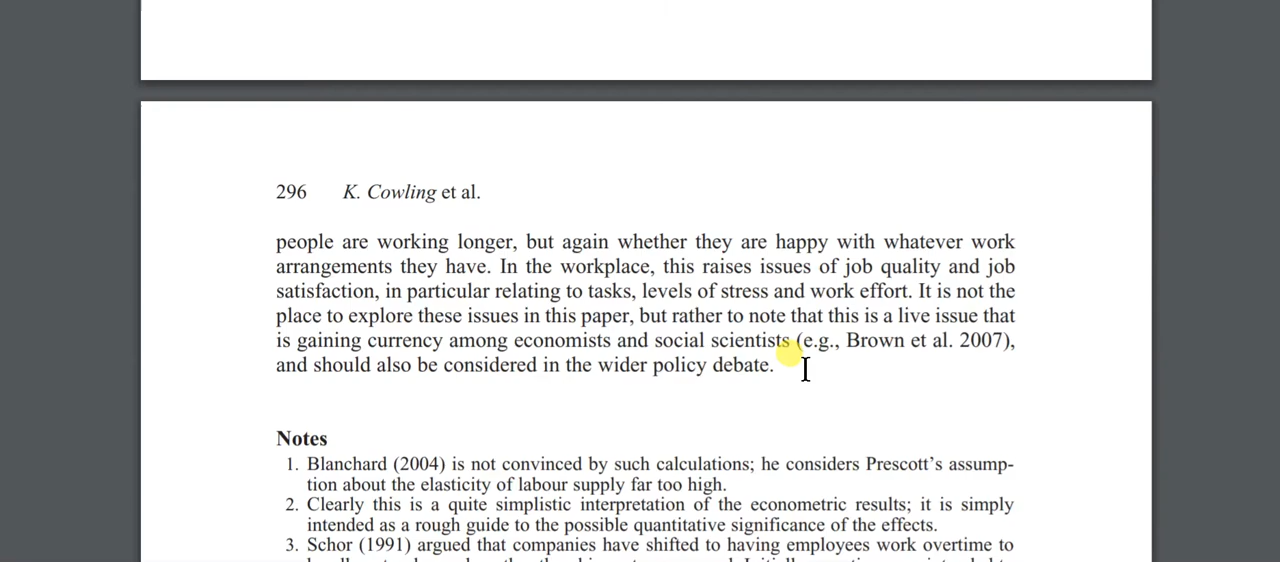 296 K. Cowling et al.
people are working longer, but again whether they are happy with whatever work
arrangements they have. In the workplace, this raises issues of job quality and job
satisfaction, in particular relating to tasks, levels of stress and work effort. It is not the
place to explore these issues in this paper, but rather to note that this is a live issue that
is gaining currency among economists and social scientists (e.g., Brown et al. 2007),
and should also be considered in the wider policy debate.
Notes
1. Blanchard (2004) is not convinced by such calculations; he considers Prescott's assump-
tion about the elasticity of labour supply far too high.
2. Clearly this is a quite simplistic interpretation of the econometric results; it is simply
intended as a rough guide to the possible quantitative significance of the effects.
3. Schor (1991) argued that companies have shifted to having employees work overtime to